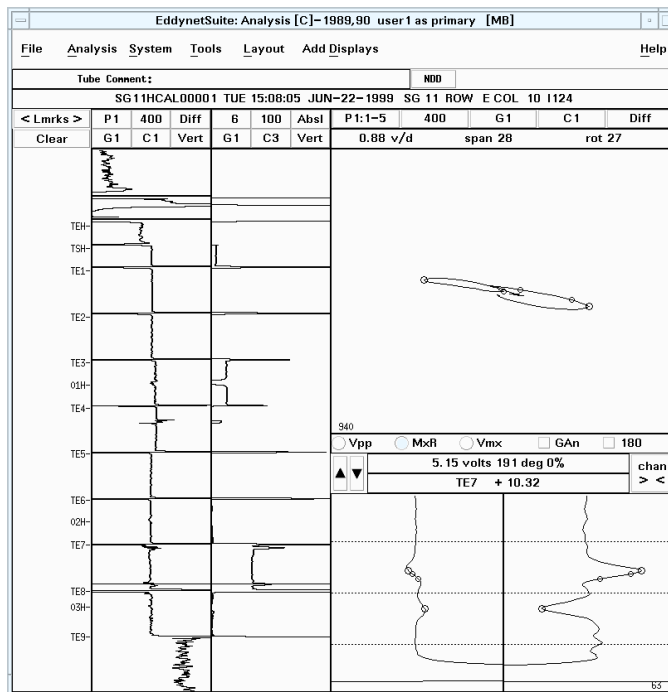 EddynetSuite: Analysis [C]-1989,90 user1 as primary [MB]
File Analysis System Tools Layout Add Displays Help
Tube Comment: NDD
SG11HCAL00001 TUE 15:08:05 JUN-22-1999 SG 11 ROW E COL 10 I124
< Lmrks > P1 400 Diff 6 100 Absl P1:1-5 400 G1 C1 Diff
Clear G1 C1 Vert G1 C3 Vert 0.88 v/d span 28 rot 27
TEH
TSH
TE1
TE2
TE3
01H
TE4
TE5
TE6
02H
TE7
TE8
03H
TE9
940
Vpp MxR Vmx GAn 180
5.15 volts 191 deg 0% chan
TE7 + 10.32 > <
63